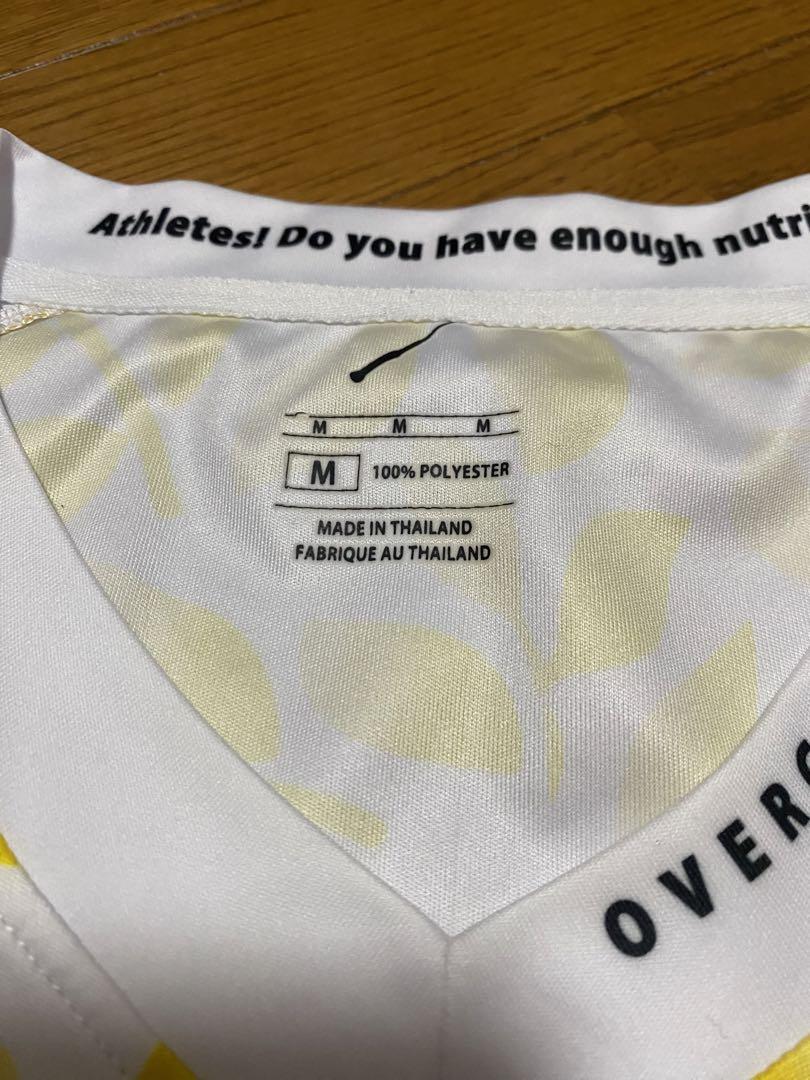 Athletes! Do you have enough nutri
M M M
M 100% POLYESTER
MADE IN THAILAND
FABRIQUE AU THAILAND
OVER